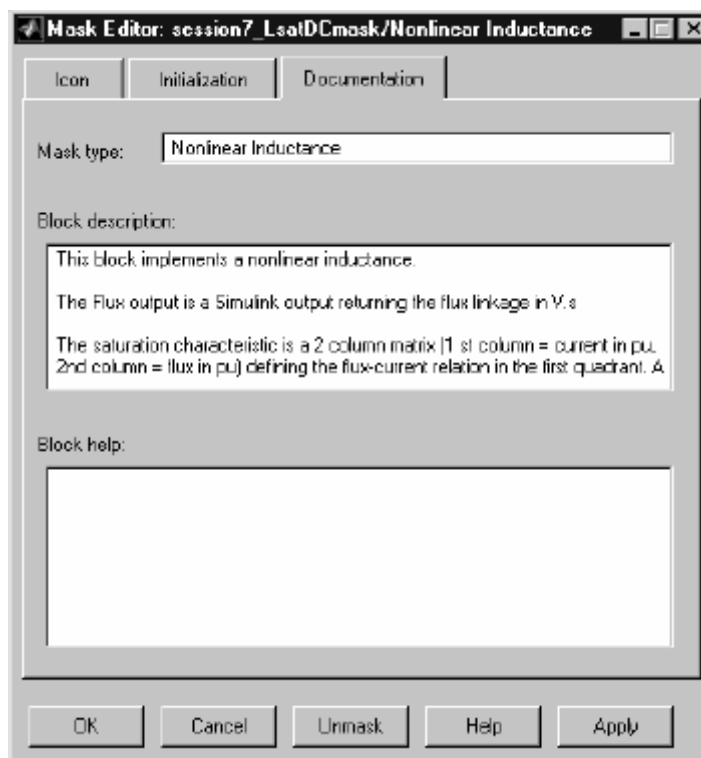 Mask Editor: session7_LsatDCmask/Nonlinear Inductance
Icon
Initialization
Documentation
Mask type:
Nonlinear Inductance
Block description:
This block implements a nonlinear inductance.
The Flux output is a Simulink output returning the flux linkage in V.s
The saturation characteristic is a 2 column matrix (1 st column = current in pu,
2nd column = flux in pu) defining the flux-current relation in the first quadrant. A
Block help:
OK
Cancel
Unmask
Help
Apply